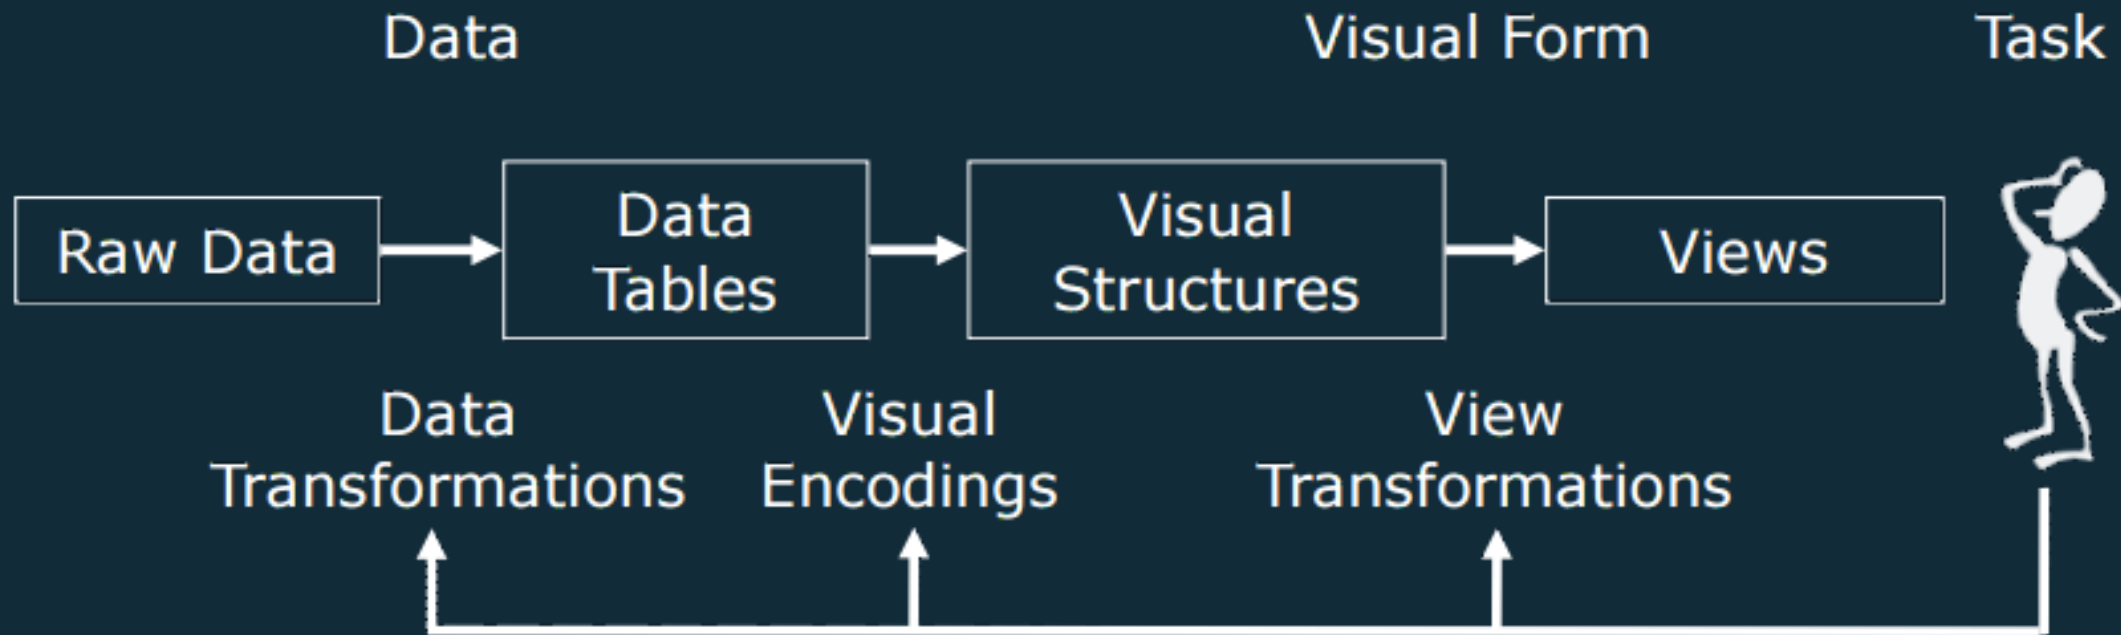 Data
Visual Form
Task
Raw Data
Data
Tables
Visual
Structures
Views
Data
Transformations
Visual
Encodings
View
Transformations